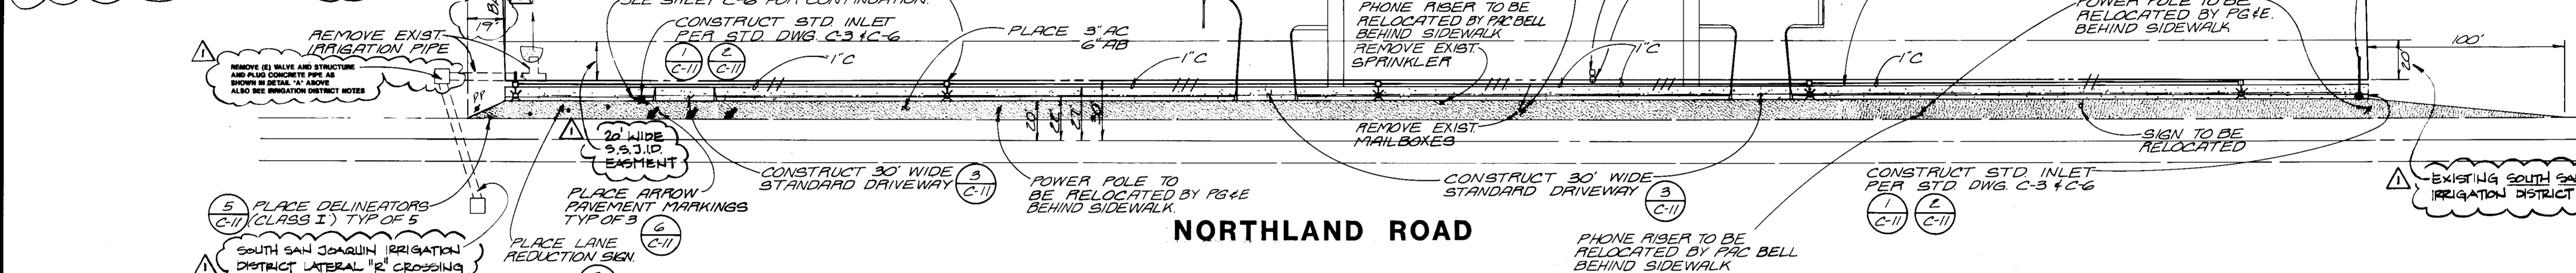 SEE SHEET C-6 FOR CONTINUATION.
19'
CONSTRUCT STD. INLET
PER STD. DWG. C-3 & C-6
1
C-11
2
C-11
REMOVE EXIST.
IRRIGATION PIPE
REMOVE (E) VALVE AND STRUCTURE
AND PLUG CONCRETE PIPE AS
SHOWN IN DETAIL "A" ABOVE
ALSO SEE IRRIGATION DISTRICT NOTES
PLACE 3" AC
6" AB
1"C
1"C
PHONE RISER TO BE
RELOCATED BY PAC BELL
BEHIND SIDEWALK
REMOVE EXIST.
SPRINKLER
1"C
1"C
POWER POLE TO BE
RELOCATED BY PG&E.
BEHIND SIDEWALK
100'
20'
PP
20'
22'
27'
30'
20' WIDE
S.S.J.I.D.
EASMENT
REMOVE EXIST.
MAILBOXES
SIGN TO BE
RELOCATED
CONSTRUCT 30' WIDE
STANDARD DRIVEWAY
3
C-11
POWER POLE TO
BE RELOCATED BY PG&E
BEHIND SIDEWALK.
CONSTRUCT 30' WIDE
STANDARD DRIVEWAY
3
C-11
CONSTRUCT STD. INLET
PER STD. DWG. C-3 & C-6
1
C-11
2
C-11
EXISTING SOUTH SA
IRRIGATION DISTRICT
5
C-11
PLACE DELINEATORS
(CLASS I') TYP OF 5
PLACE ARROW
PAVEMENT MARKINGS
TYP OF 3
6
C-11
NORTHLAND ROAD
SOUTH SAN JOAQUIN IRRIGATION
DISTRICT LATERAL "R" CROSSING
PLACE LANE
REDUCTION SIGN.
PHONE RISER TO BE
RELOCATED BY PAC BELL
BEHIND SIDEWALK